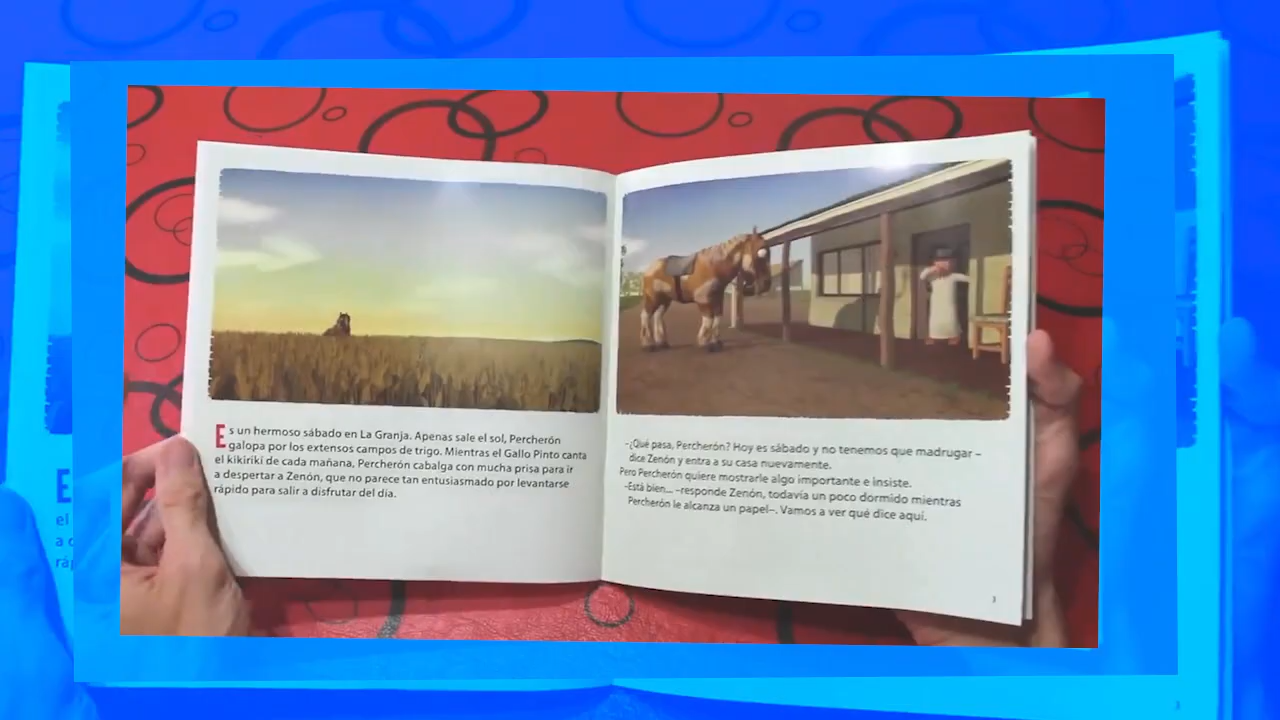 Es un hermoso sábado en La Granja. Apenas sale el sol, Percherón
galopa por los extensos campos de trigo. Mientras el Gallo Pinto canta
el kikirikí de cada mañana, Percherón cabalga con mucha prisa para ir
a despertar a Zenón, que no parece tan entusiasmado por levantarse
rápido para salir a disfrutar del día.
–¿Qué pasa, Percherón? Hoy es sábado y no tenemos que madrugar –
dice Zenón y entra a su casa nuevamente.
Pero Percherón quiere mostrarle algo importante e insiste.
–Está bien... –responde Zenón, todavía un poco dormido mientras
Percherón le alcanza un papel–. Vamos a ver qué dice aquí.
3
E
el
a
ráp
3